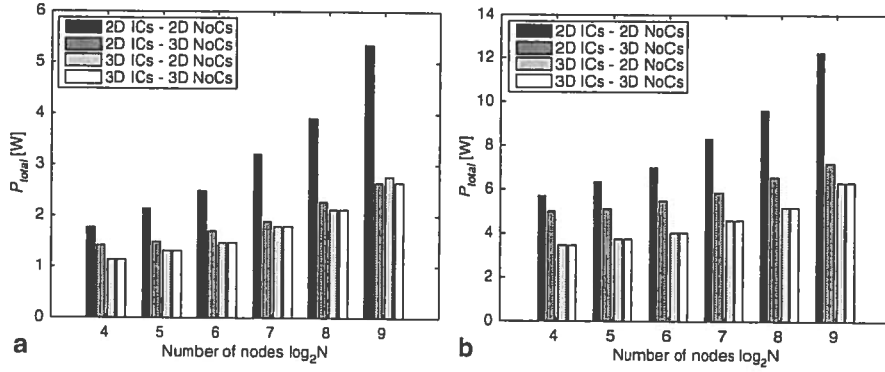 6
5
4
3
2
1
0
P_total [W]
2D ICs - 2D NoCs
2D ICs - 3D NoCs
3D ICs - 2D NoCs
3D ICs - 3D NoCs
4 5 6 7 8 9
Number of nodes log₂N
a
14
12
10
8
6
4
2
0
P_total [W]
2D ICs - 2D NoCs
2D ICs - 3D NoCs
3D ICs - 2D NoCs
3D ICs - 3D NoCs
4 5 6 7 8 9
Number of nodes log₂N
b